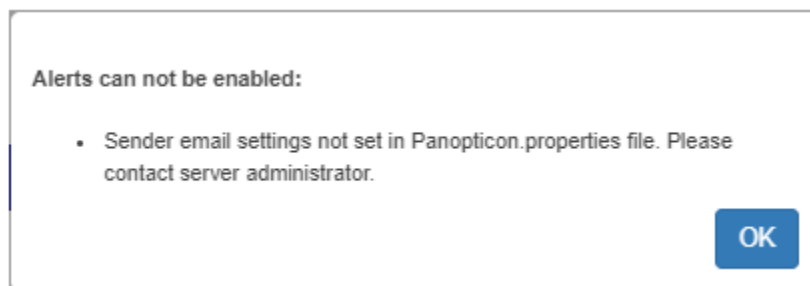 Alerts can not be enabled:
• Sender email settings not set in Panopticon.properties file. Please
contact server administrator.
OK